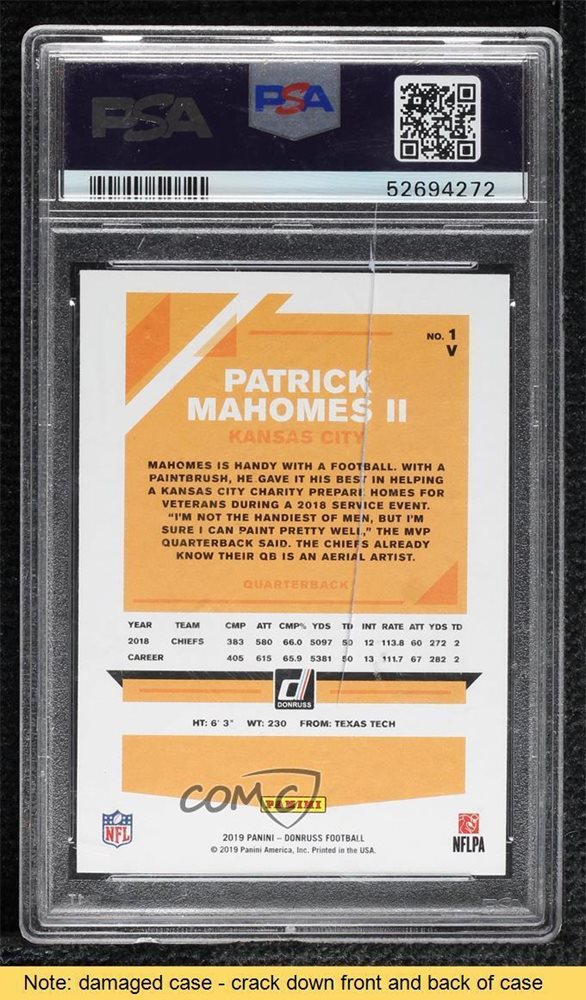 PSA
PSA
52694272
NO. 1
V
PATRICK
MAHOMES II
KANSAS CITY
MAHOMES IS HANDY WITH A FOOTBALL. WITH A
PAINTBRUSH, HE GAVE IT HIS BEST IN HELPING
A KANSAS CITY CHARITY PREPARE HOMES FOR
VETERANS DURING A 2018 SERVICE EVENT.
"I'M NOT THE HANDIEST OF MEN, BUT I'M
SURE I CAN PAINT PRETTY WELL," THE MVP
QUARTERBACK SAID. THE CHIEFS ALREADY
KNOW THEIR QB IS AN AERIAL ARTIST.
QUARTERBACK
YEAR TEAM CMP ATT CMP% YDS TD INT RATE ATT YDS TD
2018 CHIEFS 383 580 66.0 5097 50 12 113.8 60 272 2
CAREER 405 615 65.9 5381 50 13 111.7 67 282 2
d
DONRUSS
HT: 6' 3" WT: 230 FROM: TEXAS TECH
COMC
PANINI
NFL
NFLPA
2019 PANINI – DONRUSS FOOTBALL
© 2019 Panini America, Inc. Printed in the USA.
Note: damaged case - crack down front and back of case